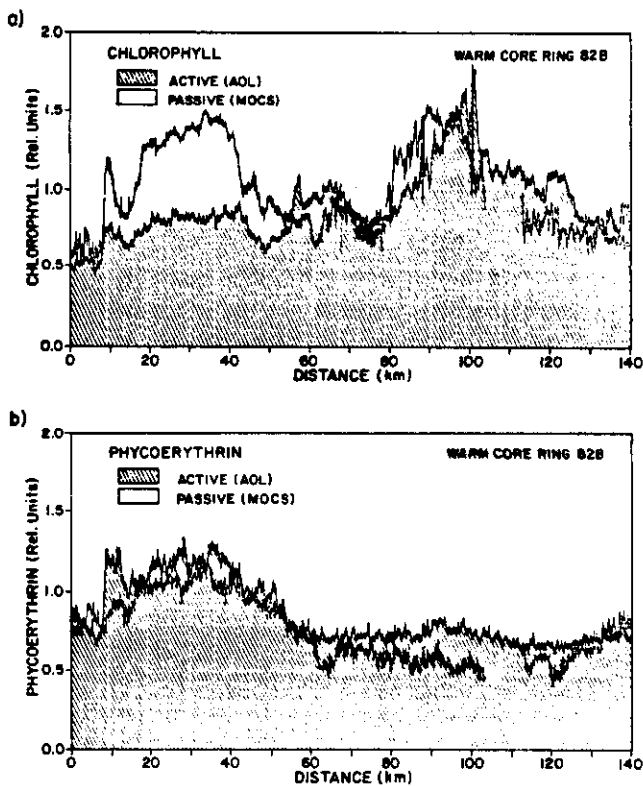 a)
2.0
1.5
1.0
0.5
0.0
CHLOROPHYLL (Rel. Units)
CHLOROPHYLL
WARM CORE RING 82B
ACTIVE (AOL)
PASSIVE (MOCS)
0 20 40 60 80 100 120 140
DISTANCE (km)
b)
2.0
1.5
1.0
0.5
0.0
PHYCOERYTHRIN (Rel. Units)
PHYCOERYTHRIN
WARM CORE RING 82B
ACTIVE (AOL)
PASSIVE (MOCS)
0 20 40 60 80 100 120 140
DISTANCE (km)